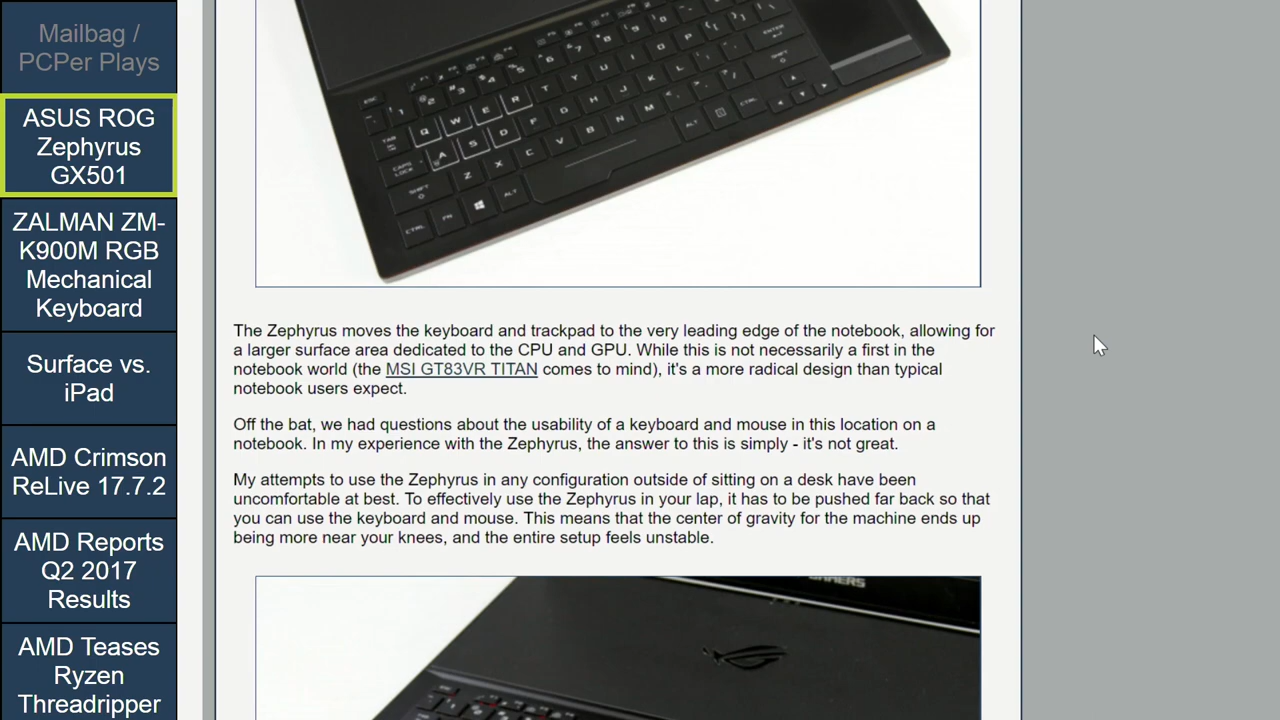 Mailbag /
PCPer Plays
ASUS ROG
Zephyrus
GX501
ZALMAN ZM-
K900M RGB
Mechanical
Keyboard
Surface vs.
iPad
AMD Crimson
ReLive 17.7.2
AMD Reports
Q2 2017
Results
AMD Teases
Ryzen
Threadripper
The Zephyrus moves the keyboard and trackpad to the very leading edge of the notebook, allowing for
a larger surface area dedicated to the CPU and GPU. While this is not necessarily a first in the
notebook world (the MSI GT83VR TITAN comes to mind), it's a more radical design than typical
notebook users expect.
Off the bat, we had questions about the usability of a keyboard and mouse in this location on a
notebook. In my experience with the Zephyrus, the answer to this is simply - it's not great.
My attempts to use the Zephyrus in any configuration outside of sitting on a desk have been
uncomfortable at best. To effectively use the Zephyrus in your lap, it has to be pushed far back so that
you can use the keyboard and mouse. This means that the center of gravity for the machine ends up
being more near your knees, and the entire setup feels unstable.